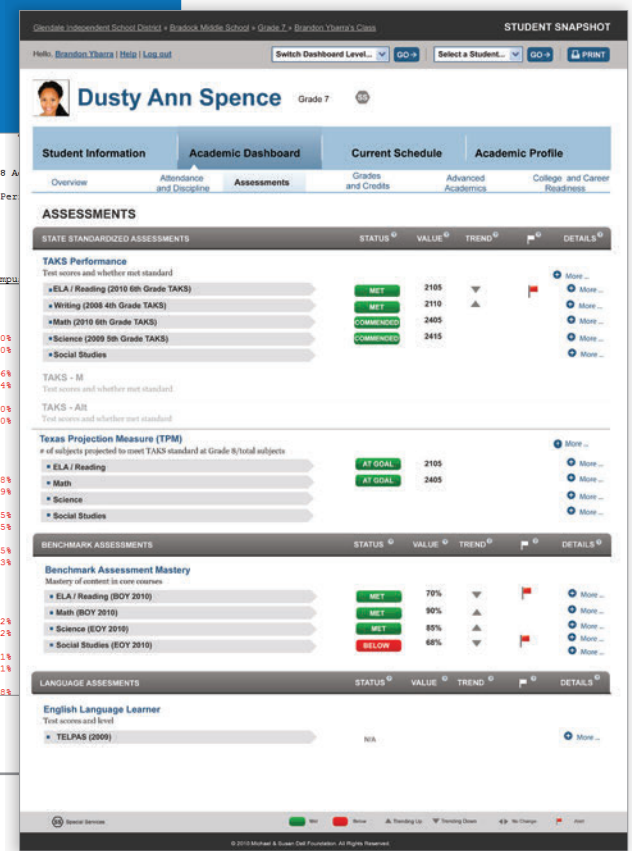 Glendale Independent School District » Bradock Middle School » Grade 7 » Brandon Ybarra's Class
STUDENT SNAPSHOT
Hello, Brandon Ybarra | Help | Log out
Switch Dashboard Level... GO
Select a Student... GO
PRINT
Dusty Ann Spence Grade 7 SS
Student Information Academic Dashboard Current Schedule Academic Profile
Overview
Attendance and Discipline
Assessments
Grades and Credits
Advanced Academics
College and Career Readiness
ASSESSMENTS
STATE STANDARDIZED ASSESSMENTS STATUS VALUE TREND DETAILS
TAKS Performance
Test scores and whether met standard More ...
ELA / Reading (2010 6th Grade TAKS) MET 2105 More ...
Writing (2008 4th Grade TAKS) MET 2110 More ...
Math (2010 6th Grade TAKS) COMMENDED 2405 More ...
Science (2009 5th Grade TAKS) COMMENDED 2415 More ...
Social Studies More ...
TAKS - M
Test scores and whether met standard
TAKS - Alt
Test scores and whether met standard
Texas Projection Measure (TPM) More ...
# of subjects projected to meet TAKS standard at Grade 8/total subjects
ELA / Reading AT GOAL 2105 More ...
Math AT GOAL 2405 More ...
Science More ...
Social Studies More ...
BENCHMARK ASSESSMENTS STATUS VALUE TREND DETAILS
Benchmark Assessment Mastery
Mastery of content in core courses
ELA / Reading (BOY 2010) MET 70% More ...
Math (BOY 2010) MET 90% More ...
Science (EOY 2010) MET 85% More ...
Social Studies (EOY 2010) BELOW 68% More ...
More ...
LANGUAGE ASSESMENTS STATUS VALUE TREND DETAILS
English Language Learner
Test scores and level
TELPAS (2009) N/A More ...
SS Special Services Met Below Trending Up Trending Down No Change
© 2010 Michael & Susan Dell Foundation. All Rights Reserved.